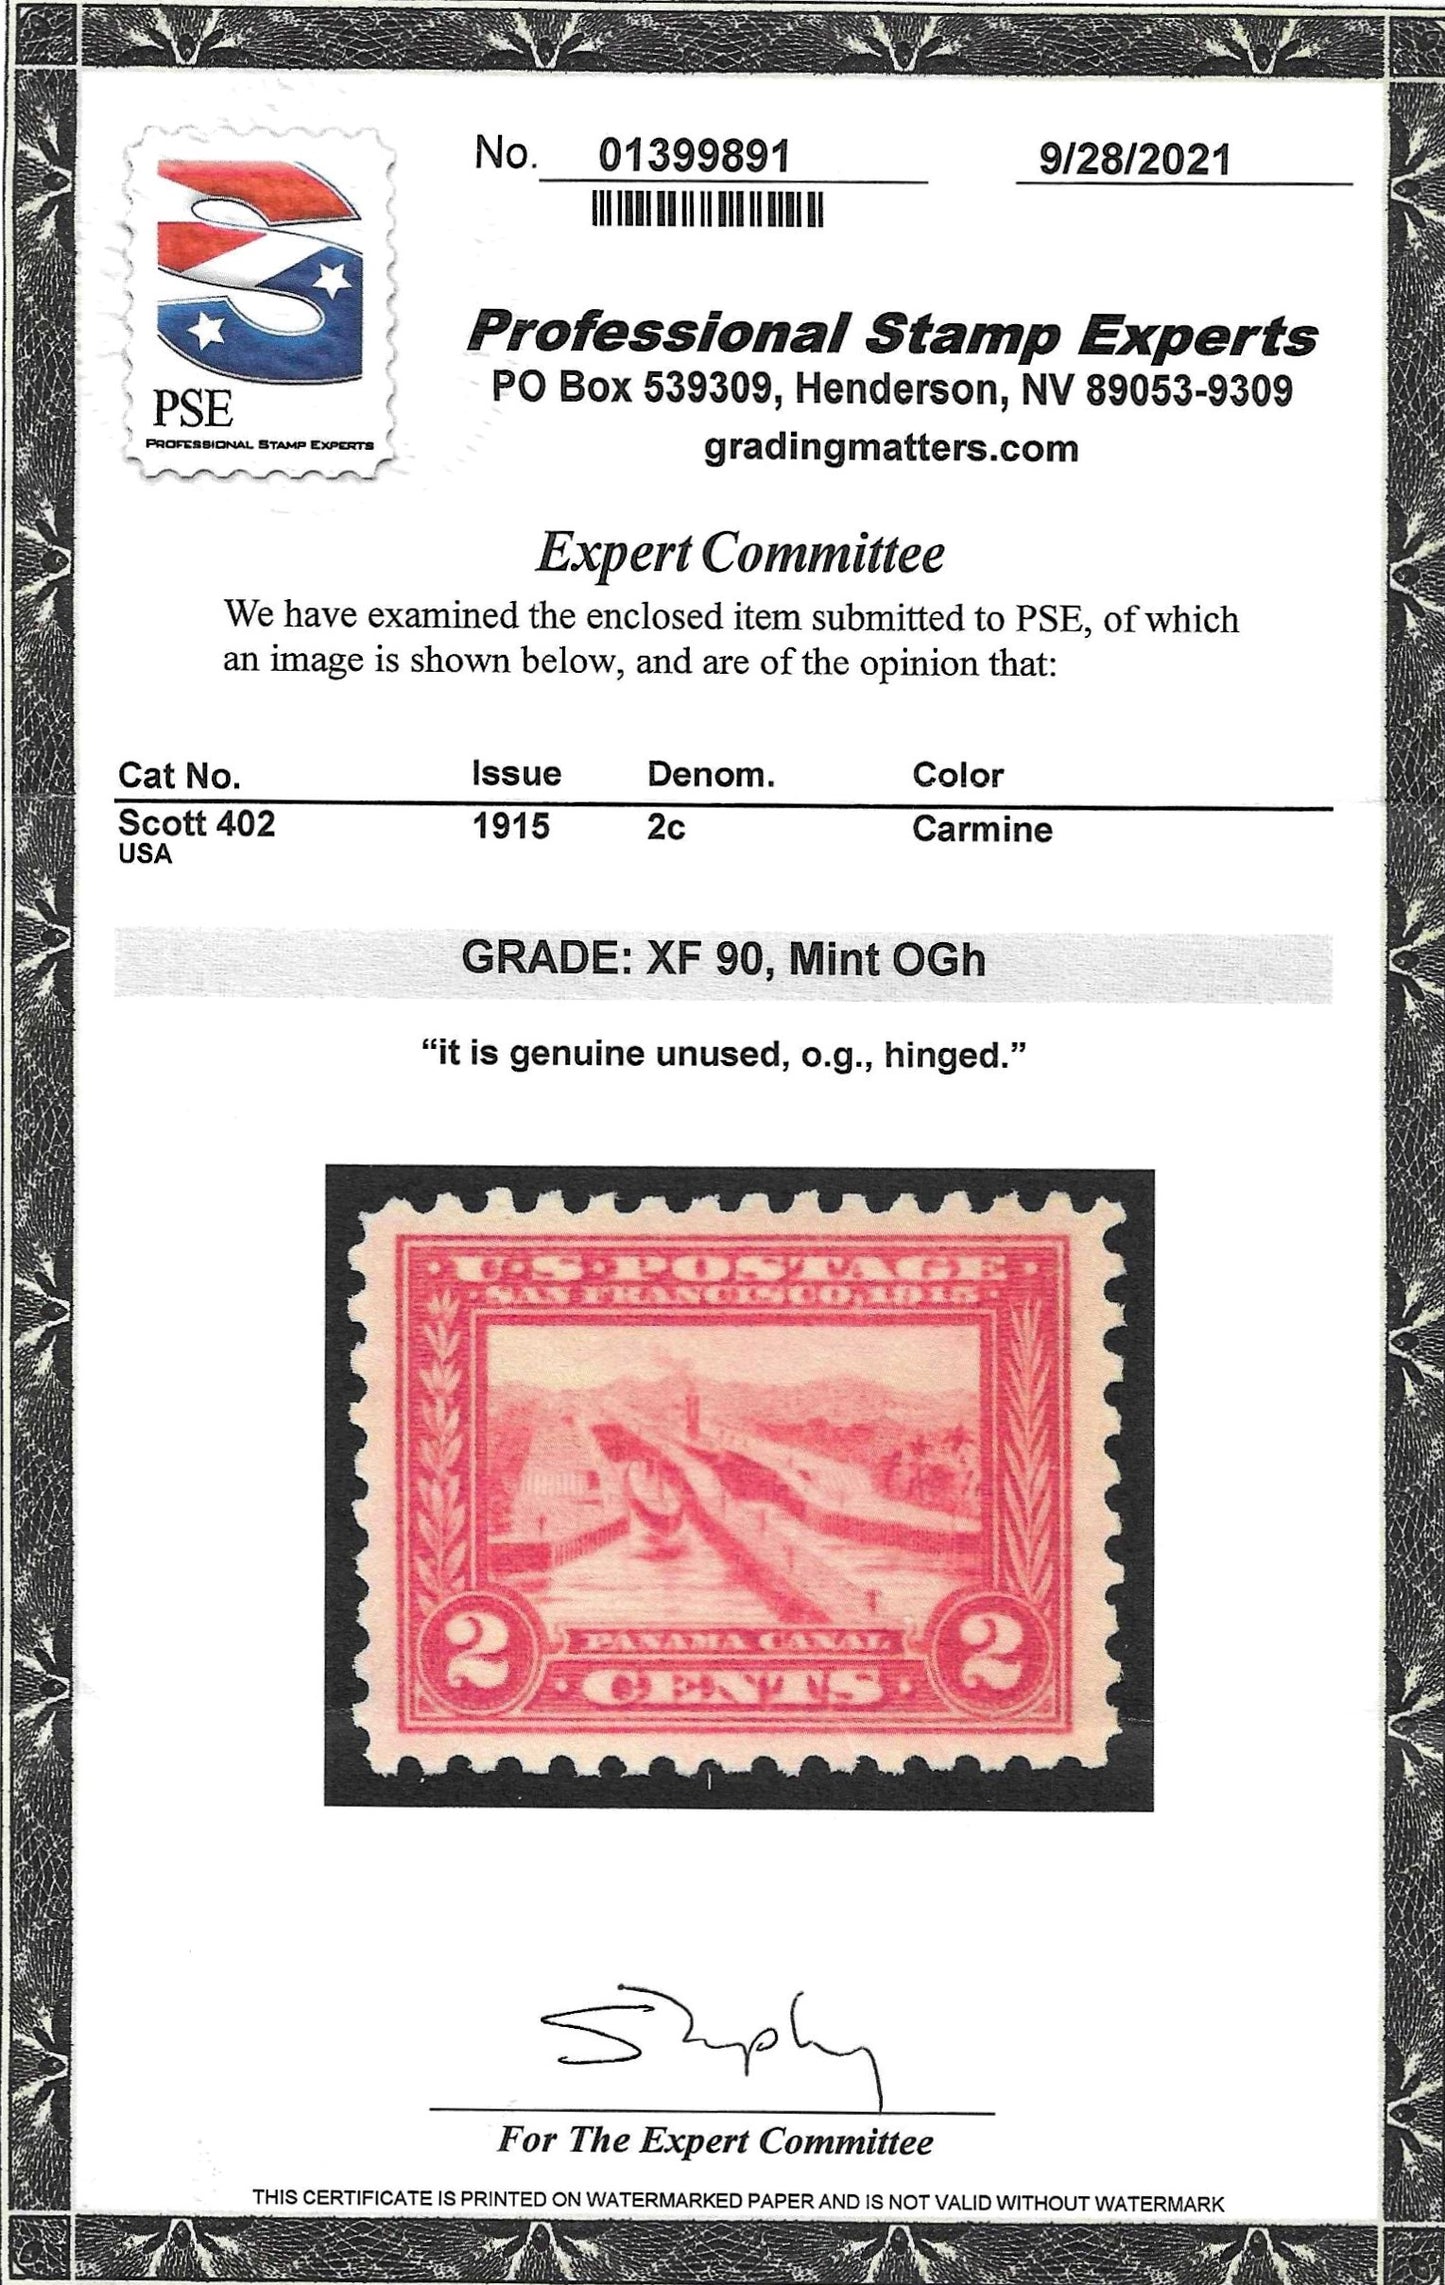 No. 01399891 9/28/2021
PSE
PROFESSIONAL STAMP EXPERTS
Professional Stamp Experts
PO Box 539309, Henderson, NV 89053-9309
gradingmatters.com
Expert Committee
We have examined the enclosed item submitted to PSE, of which
an image is shown below, and are of the opinion that:
Cat No. Issue Denom. Color
Scott 402 1915 2c Carmine
USA
GRADE: XF 90, Mint OGh
“it is genuine unused, o.g., hinged.”
·U·S·POSTAGE·
·SAN FRANCISCO, 1915·
PANAMA CANAL
2 ·CENTS· 2
For The Expert Committee
THIS CERTIFICATE IS PRINTED ON WATERMARKED PAPER AND IS NOT VALID WITHOUT WATERMARK